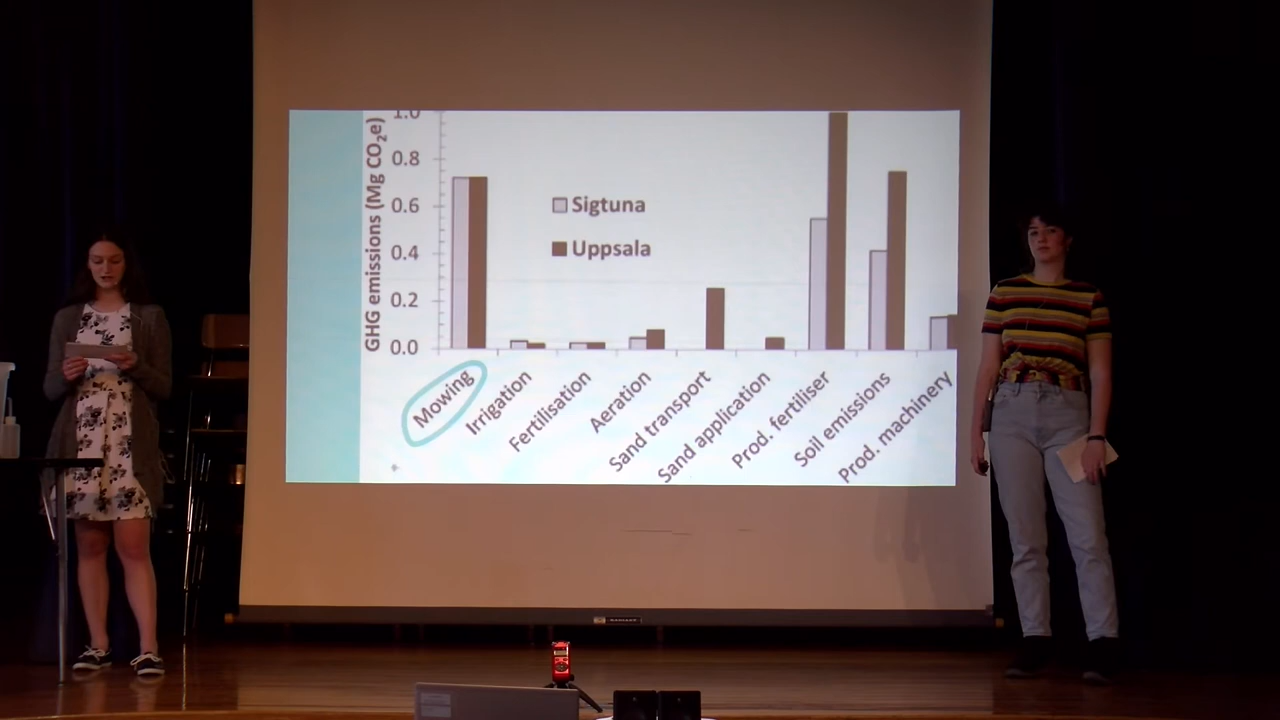 GHG emissions (Mg CO₂e)
1.0
0.8
0.6
0.4
0.2
0.0
Sigtuna
Uppsala
Mowing
Irrigation
Fertilisation
Aeration
Sand transport
Sand application
Prod. fertiliser
Soil emissions
Prod. machinery